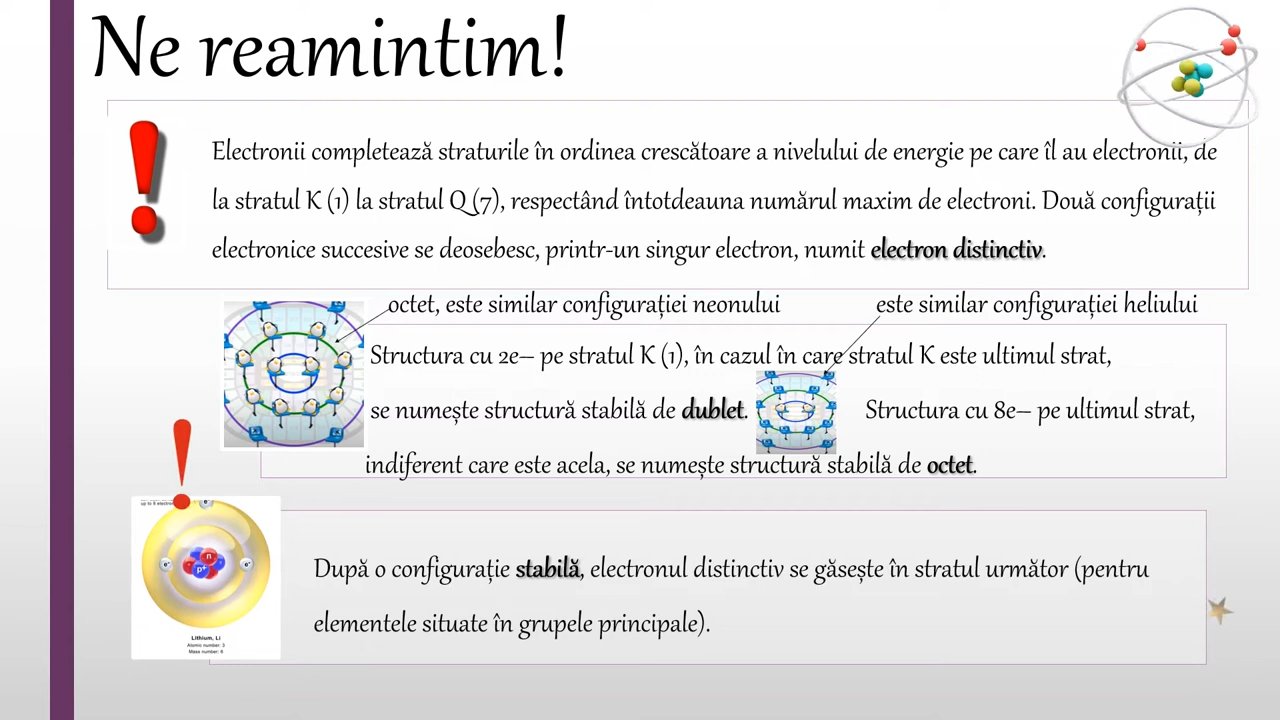 Ne reamintim!
Electronii completează straturile în ordinea crescătoare a nivelului de energie pe care îl au electronii, de
la stratul K (1) la stratul Q (7), respectând întotdeauna numărul maxim de electroni. Două configurații
electronice succesive se deosebesc, printr-un singur electron, numit electron distinctiv.
octet, este similar configurației neonului
este similar configurației heliului
Structura cu 2e– pe stratul K (1), în cazul în care stratul K este ultimul strat,
se numește structură stabilă de dublet.
Structura cu 8e– pe ultimul strat,
indiferent care este acela, se numește structură stabilă de octet.
După o configurație stabilă, electronul distinctiv se găsește în stratul următor (pentru
elementele situate în grupele principale).
up to 8 electron
e⁻
n
e⁻
p⁺
e⁻
Lithium, Li
Atomic number: 3
Mass number: 6